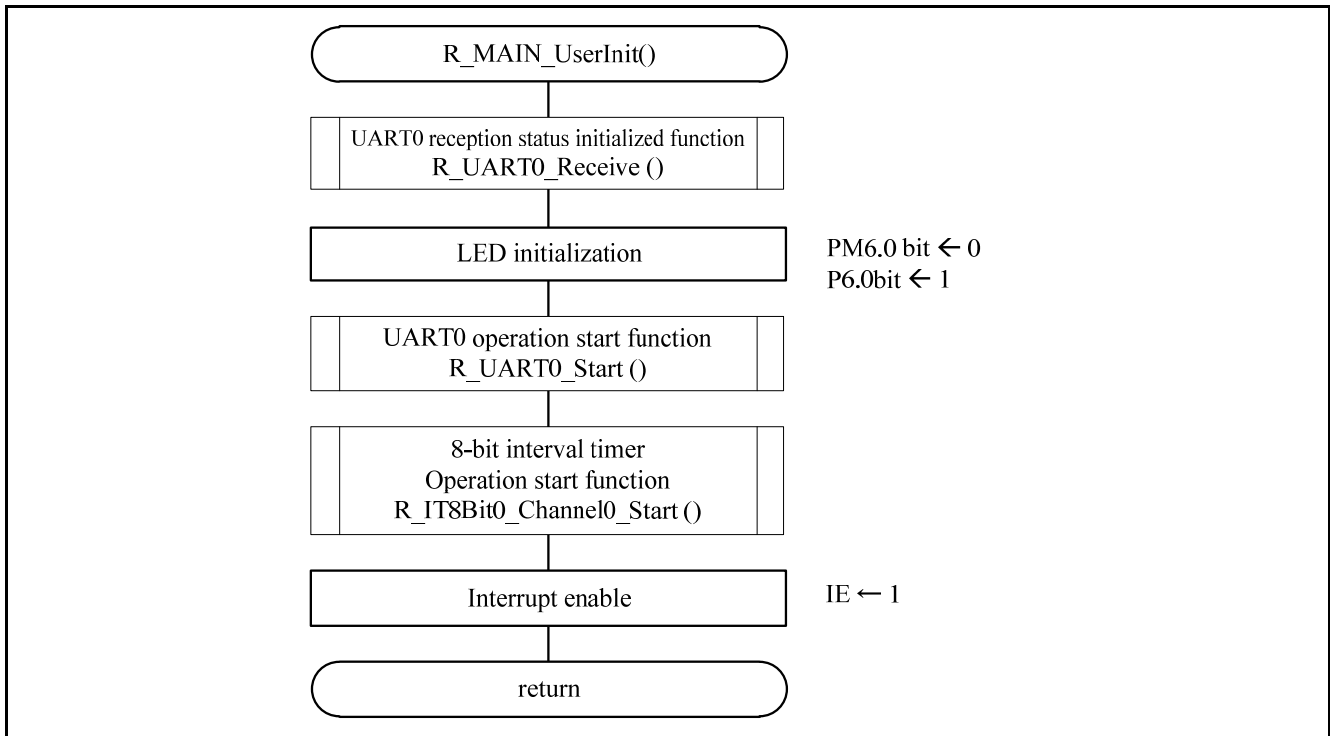 R_MAIN_UserInit()
UART0 reception status initialized function
R_UART0_Receive ()
LED initialization
PM6.0 bit ← 0
P6.0bit ← 1
UART0 operation start function
R_UART0_Start ()
8-bit interval timer
Operation start function
R_IT8Bit0_Channel0_Start ()
Interrupt enable
IE ← 1
return